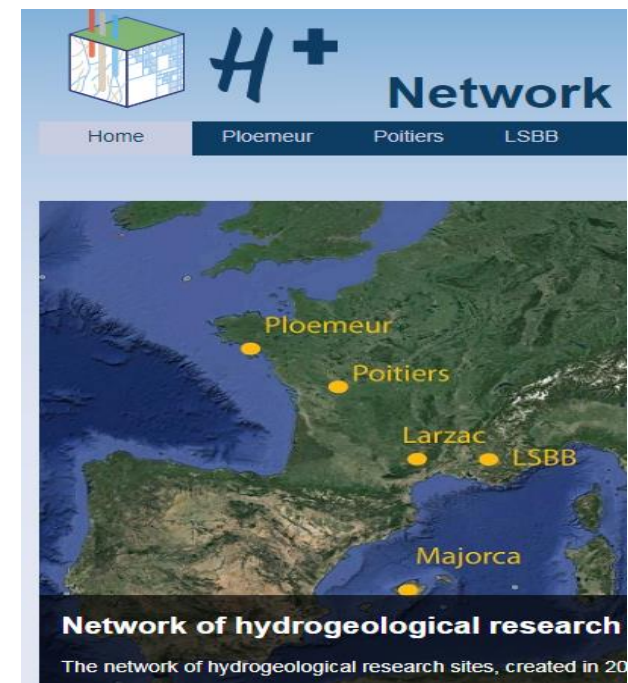 H+
Network
Home Ploemeur Poitiers LSBB
Ploemeur
Poitiers
Larzac
LSBB
Majorca
Network of hydrogeological research
The network of hydrogeological research sites, created in 20